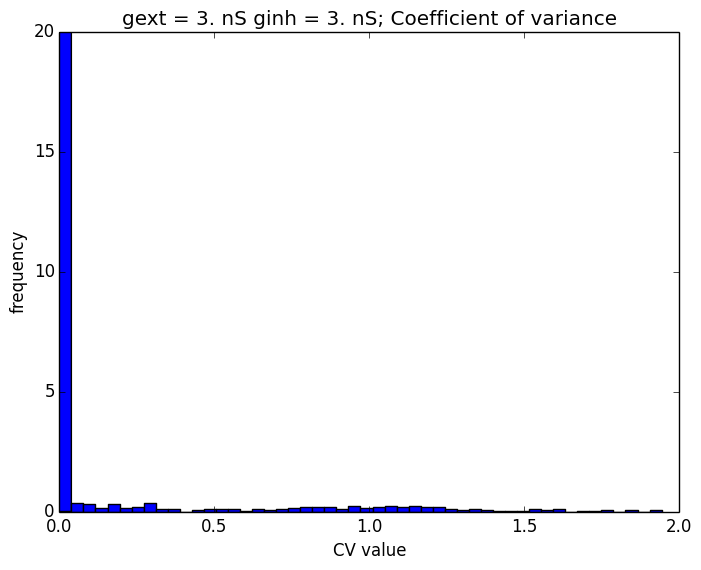 gext = 3. nS ginh = 3. nS; Coefficient of variance
20
15
10
5
0
frequency
0.0 0.5 1.0 1.5 2.0
CV value